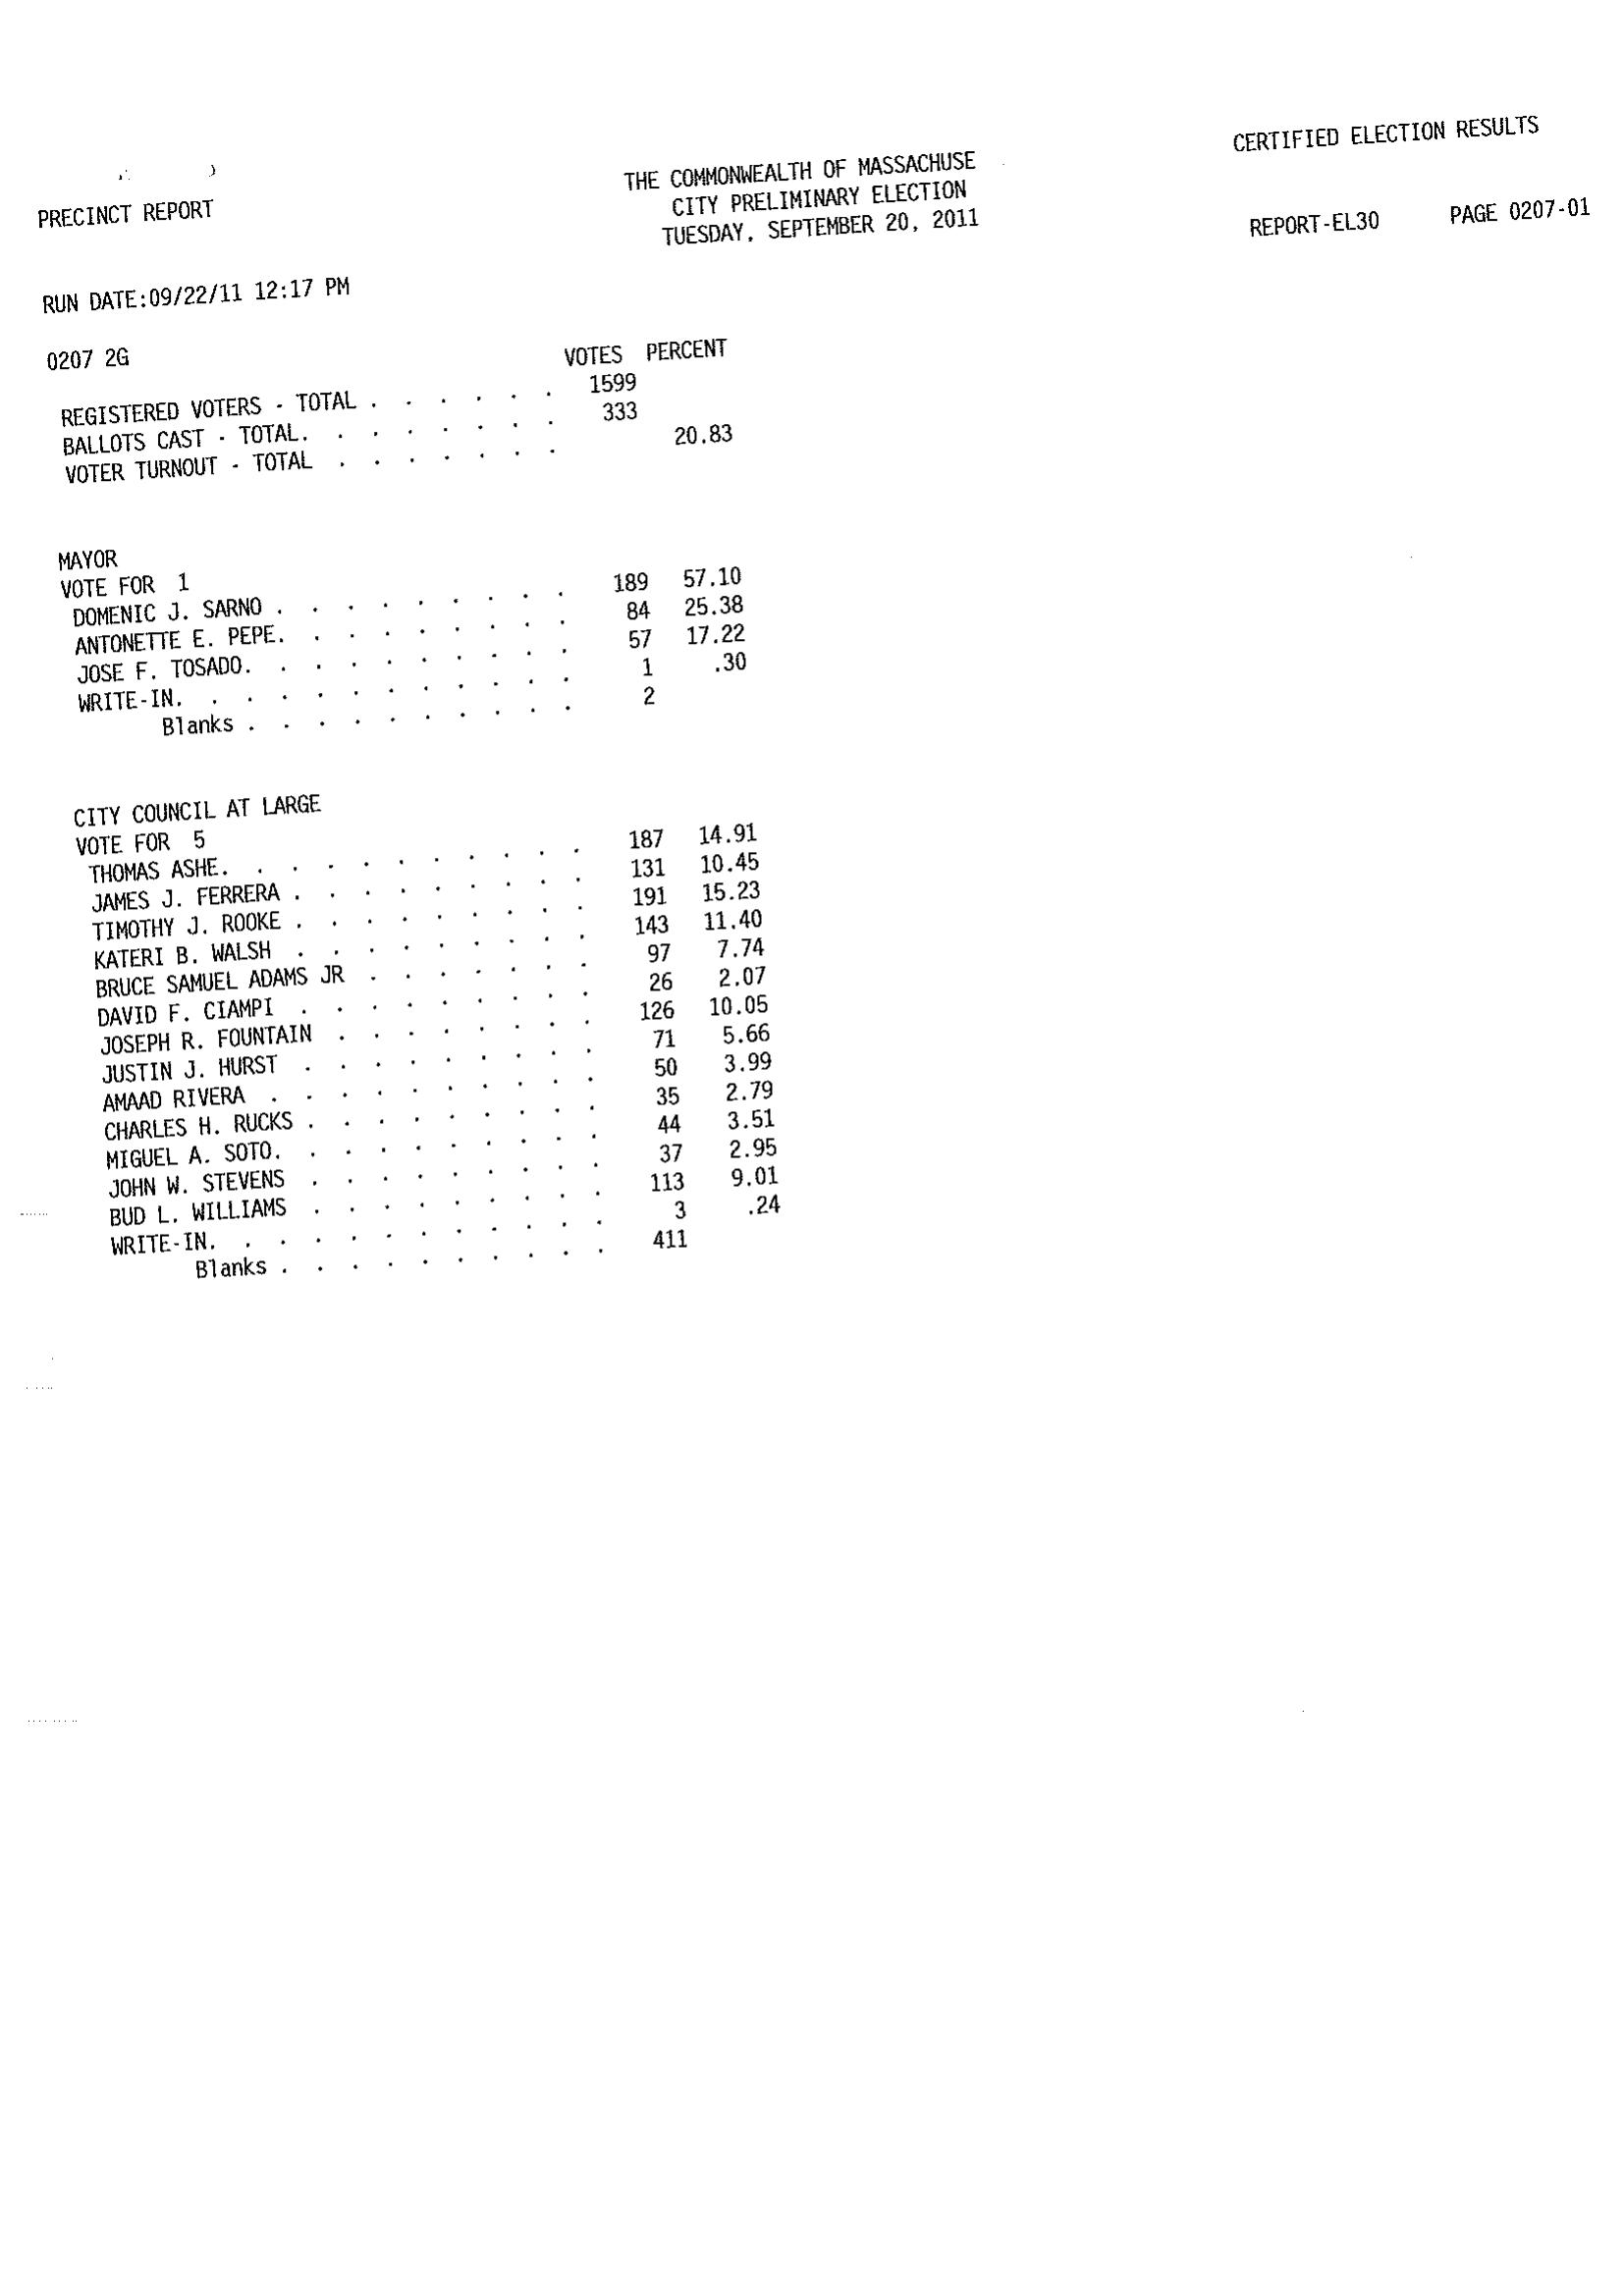 CERTIFIED ELECTION RESULTS
PRECINCT REPORT THE COMMONWEALTH OF MASSACHUSE
CITY PRELIMINARY ELECTION
TUESDAY, SEPTEMBER 20, 2011 REPORT-EL30 PAGE 0207-01
RUN DATE:09/22/11 12:17 PM
0207 2G
VOTES PERCENT
REGISTERED VOTERS - TOTAL . . . . . . 1599
BALLOTS CAST - TOTAL. . . . . . . . 333
VOTER TURNOUT - TOTAL . . . . . . . 20.83
MAYOR
VOTE FOR 1
DOMENIC J. SARNO . . . . . . . . . 189 57.10
ANTONETTE E. PEPE. . . . . . . . . 84 25.38
JOSE F. TOSADO. . . . . . . . . . 57 17.22
WRITE-IN. . . . . . . . . . . . 1 .30
Blanks . . . . . . . . . . 2
CITY COUNCIL AT LARGE
VOTE FOR 5
THOMAS ASHE. . . . . . . . . . . 187 14.91
JAMES J. FERRERA . . . . . . . . . 131 10.45
TIMOTHY J. ROOKE . . . . . . . . . 191 15.23
KATERI B. WALSH . . . . . . . . . 143 11.40
BRUCE SAMUEL ADAMS JR . . . . . . . 97 7.74
DAVID F. CIAMPI . . . . . . . . . 26 2.07
JOSEPH R. FOUNTAIN . . . . . . . . 126 10.05
JUSTIN J. HURST . . . . . . . . . 71 5.66
AMAAD RIVERA . . . . . . . . . . 50 3.99
CHARLES H. RUCKS . . . . . . . . . 35 2.79
MIGUEL A. SOTO. . . . . . . . . . 44 3.51
JOHN W. STEVENS . . . . . . . . . 37 2.95
BUD L. WILLIAMS . . . . . . . . . 113 9.01
WRITE-IN. . . . . . . . . . . . 3 .24
Blanks . . . . . . . . . . 411